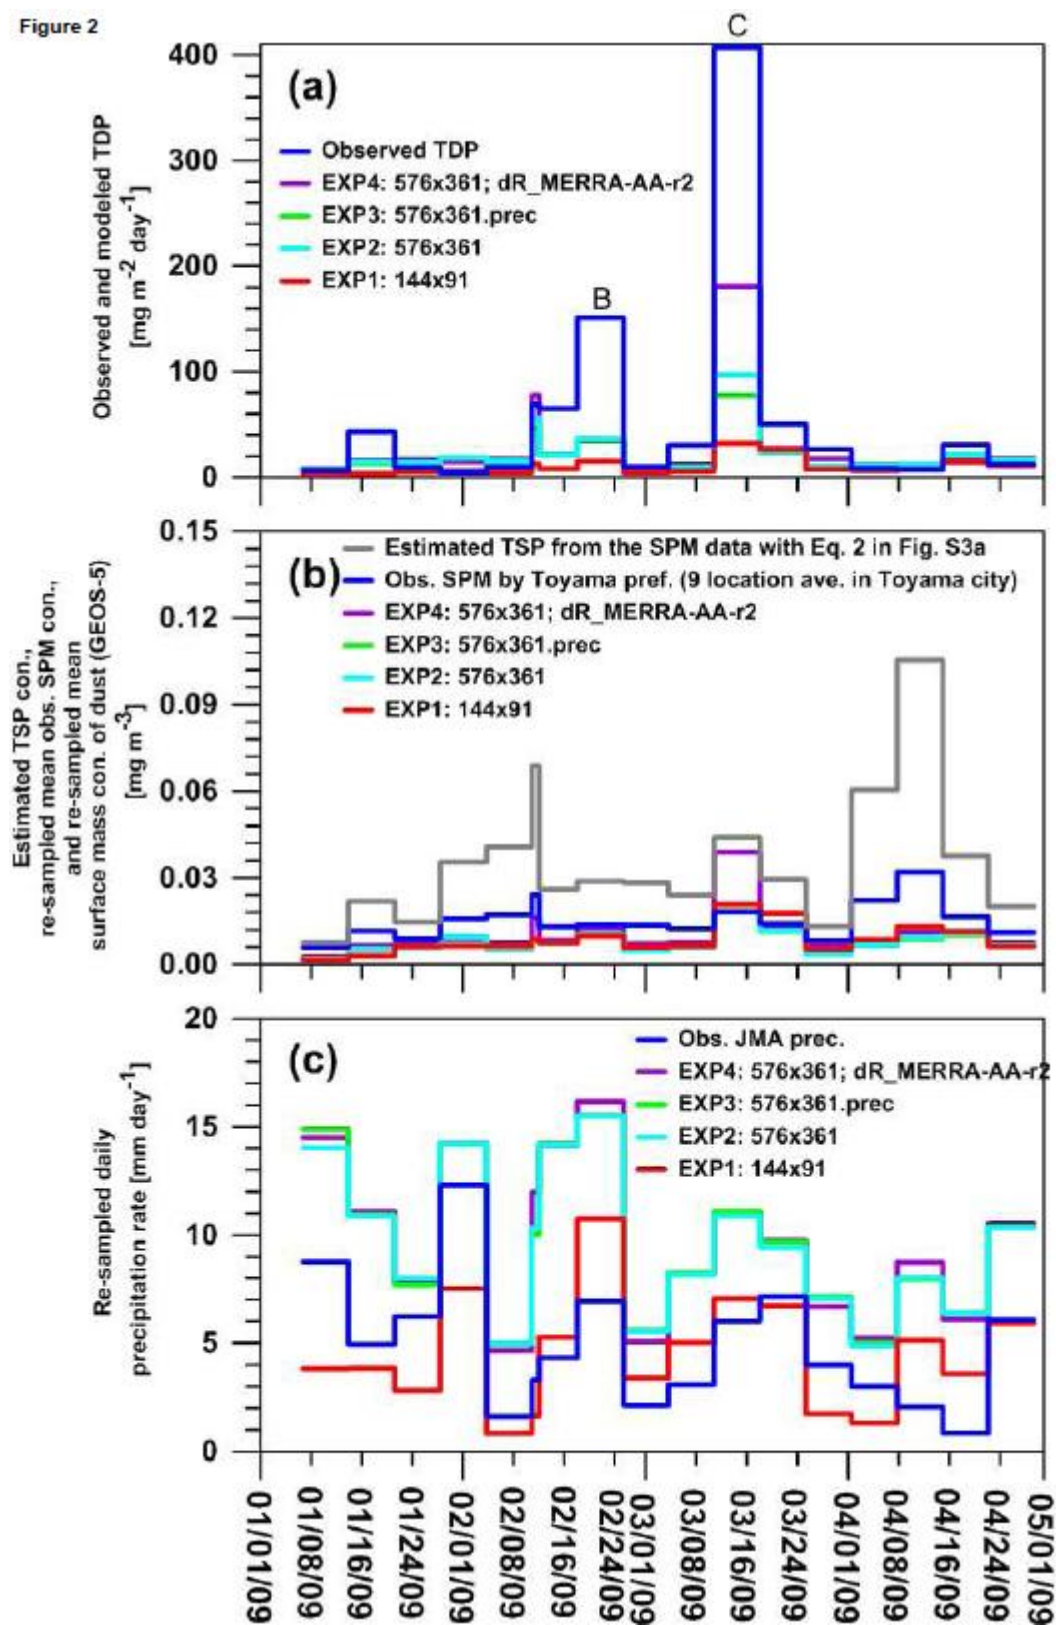 Figure 2
C
400
(a)
Observed TDP
EXP4: 576x361; dR_MERRA-AA-r2
300
EXP3: 576x361.prec
EXP2: 576x361
EXP1: 144x91
200
B
100
0
Observed and modeled TDP
[mg m⁻² day⁻¹]
0.15
Estimated TSP from the SPM data with Eq. 2 in Fig. S3a
(b)
Obs. SPM by Toyama pref. (9 location ave. in Toyama city)
0.12
EXP4: 576x361; dR_MERRA-AA-r2
EXP3: 576x361.prec
EXP2: 576x361
EXP1: 144x91
0.09
0.06
0.03
0.00
Estimated TSP con.,
re-sampled mean obs. SPM con.,
and re-sampled mean
surface mass con. of dust (GEOS-5)
[mg m⁻³]
20
(c)
Obs. JMA prec.
EXP4: 576x361; dR_MERRA-AA-r2
EXP3: 576x361.prec
15
EXP2: 576x361
EXP1: 144x91
10
5
0
Re-sampled daily
precipitation rate [mm day⁻¹]
01/01/09
01/08/09
01/16/09
01/24/09
02/01/09
02/08/09
02/16/09
02/24/09
03/01/09
03/08/09
03/16/09
03/24/09
04/01/09
04/08/09
04/16/09
04/24/09
05/01/09